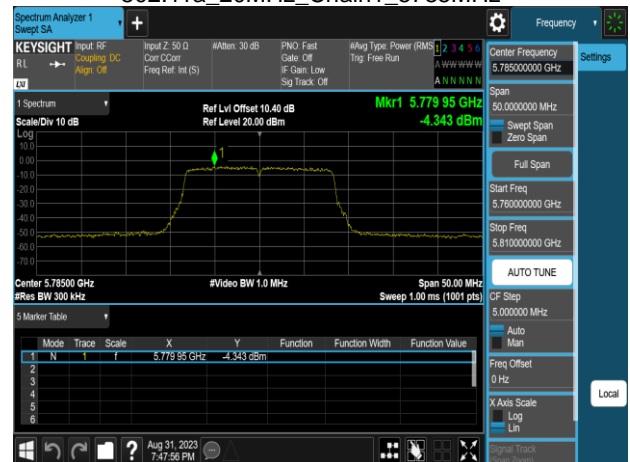 802.11a_20MHz_Chain1_5785MHz
Spectrum Analyzer 1
Swept SA
+
Frequency
KEYSIGHT
RL
LXI
Input: RF
Coupling: DC
Align: Off
Input Z: 50 Ω
Corr CCorr
Freq Ref: Int (S)
#Atten: 30 dB
PNO: Fast
Gate: Off
IF Gain: Low
Sig Track: Off
#Avg Type: Power (RMS
Trig: Free Run
1 2 3 4 5 6
A W W W W W
A N N N N N
Center Frequency
5.785000000 GHz
Settings
Span
50.0000000 MHz
Swept Span
Zero Span
Full Span
Start Freq
5.760000000 GHz
Stop Freq
5.810000000 GHz
AUTO TUNE
CF Step
5.000000 MHz
Auto
Man
Freq Offset
0 Hz
X Axis Scale
Log
Lin
Signal Track
(Span Zoom)
Local
1 Spectrum
Scale/Div 10 dB
Log
Ref Lvl Offset 10.40 dB
Ref Level 20.00 dBm
Mkr1 5.779 95 GHz
-4.343 dBm
10.0
0.00
-10.0
-20.0
-30.0
-40.0
-50.0
-60.0
-70.0
1
Center 5.78500 GHz
#Res BW 300 kHz
#Video BW 1.0 MHz
Span 50.00 MHz
Sweep 1.00 ms (1001 pts)
5 Marker Table
Mode Trace Scale X Y Function Function Width Function Value
1 N 1 f 5.779 95 GHz -4.343 dBm
2
3
4
5
6
?
Aug 31, 2023
7:47:56 PM